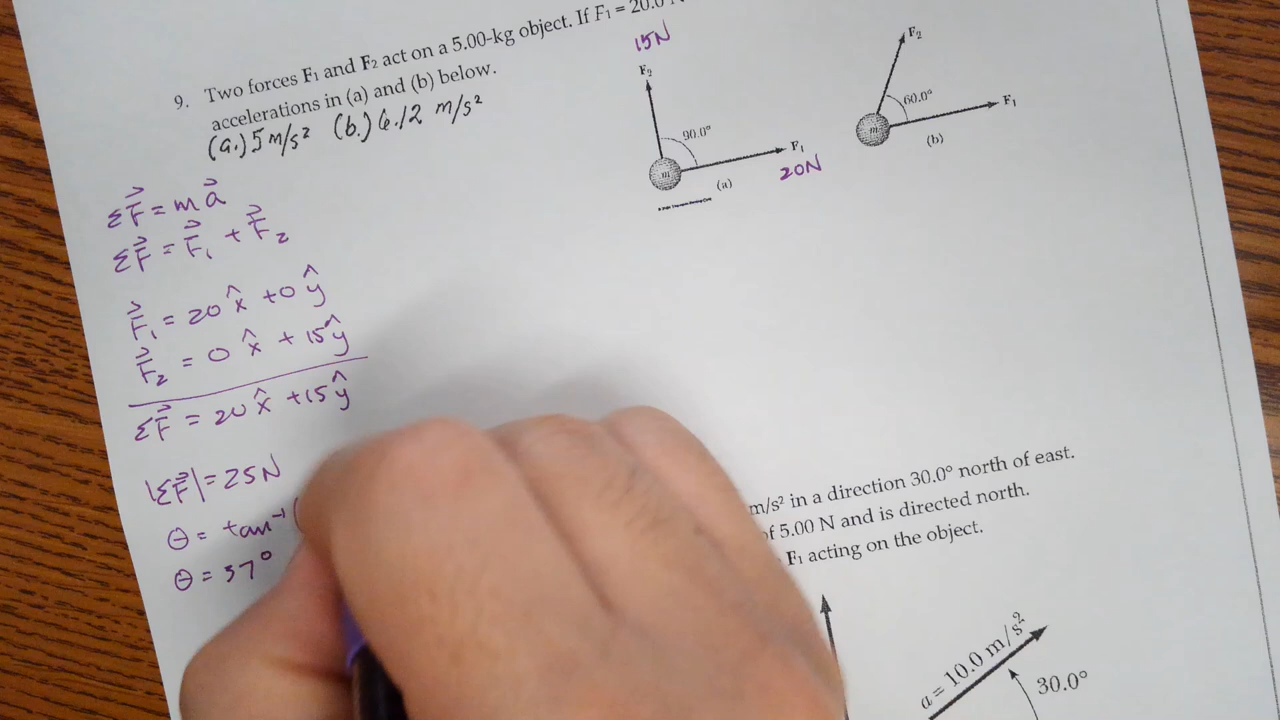 9. Two forces F₁ and F₂ act on a 5.00-kg object. If F₁ = 20.0
accelerations in (a) and (b) below.
(a.) 5 m/s² (b.) 6.12 m/s²
15N
F₂
90.0°
F₁
20N
m
(a)
F₂
60.0°
F₁
m
(b)
ΣF⃗ = ma⃗
ΣF⃗ = F⃗₁ + F⃗₂
F⃗₁ = 20 x̂ + 0 ŷ
F⃗₂ = 0 x̂ + 15 ŷ
ΣF⃗ = 20 x̂ + 15 ŷ
|ΣF⃗| = 25N
θ = tan⁻¹(
θ = 37°
m/s² in a direction 30.0° north of east.
of 5.00 N and is directed north.
F₁ acting on the object.
a = 10.0 m/s²
30.0°